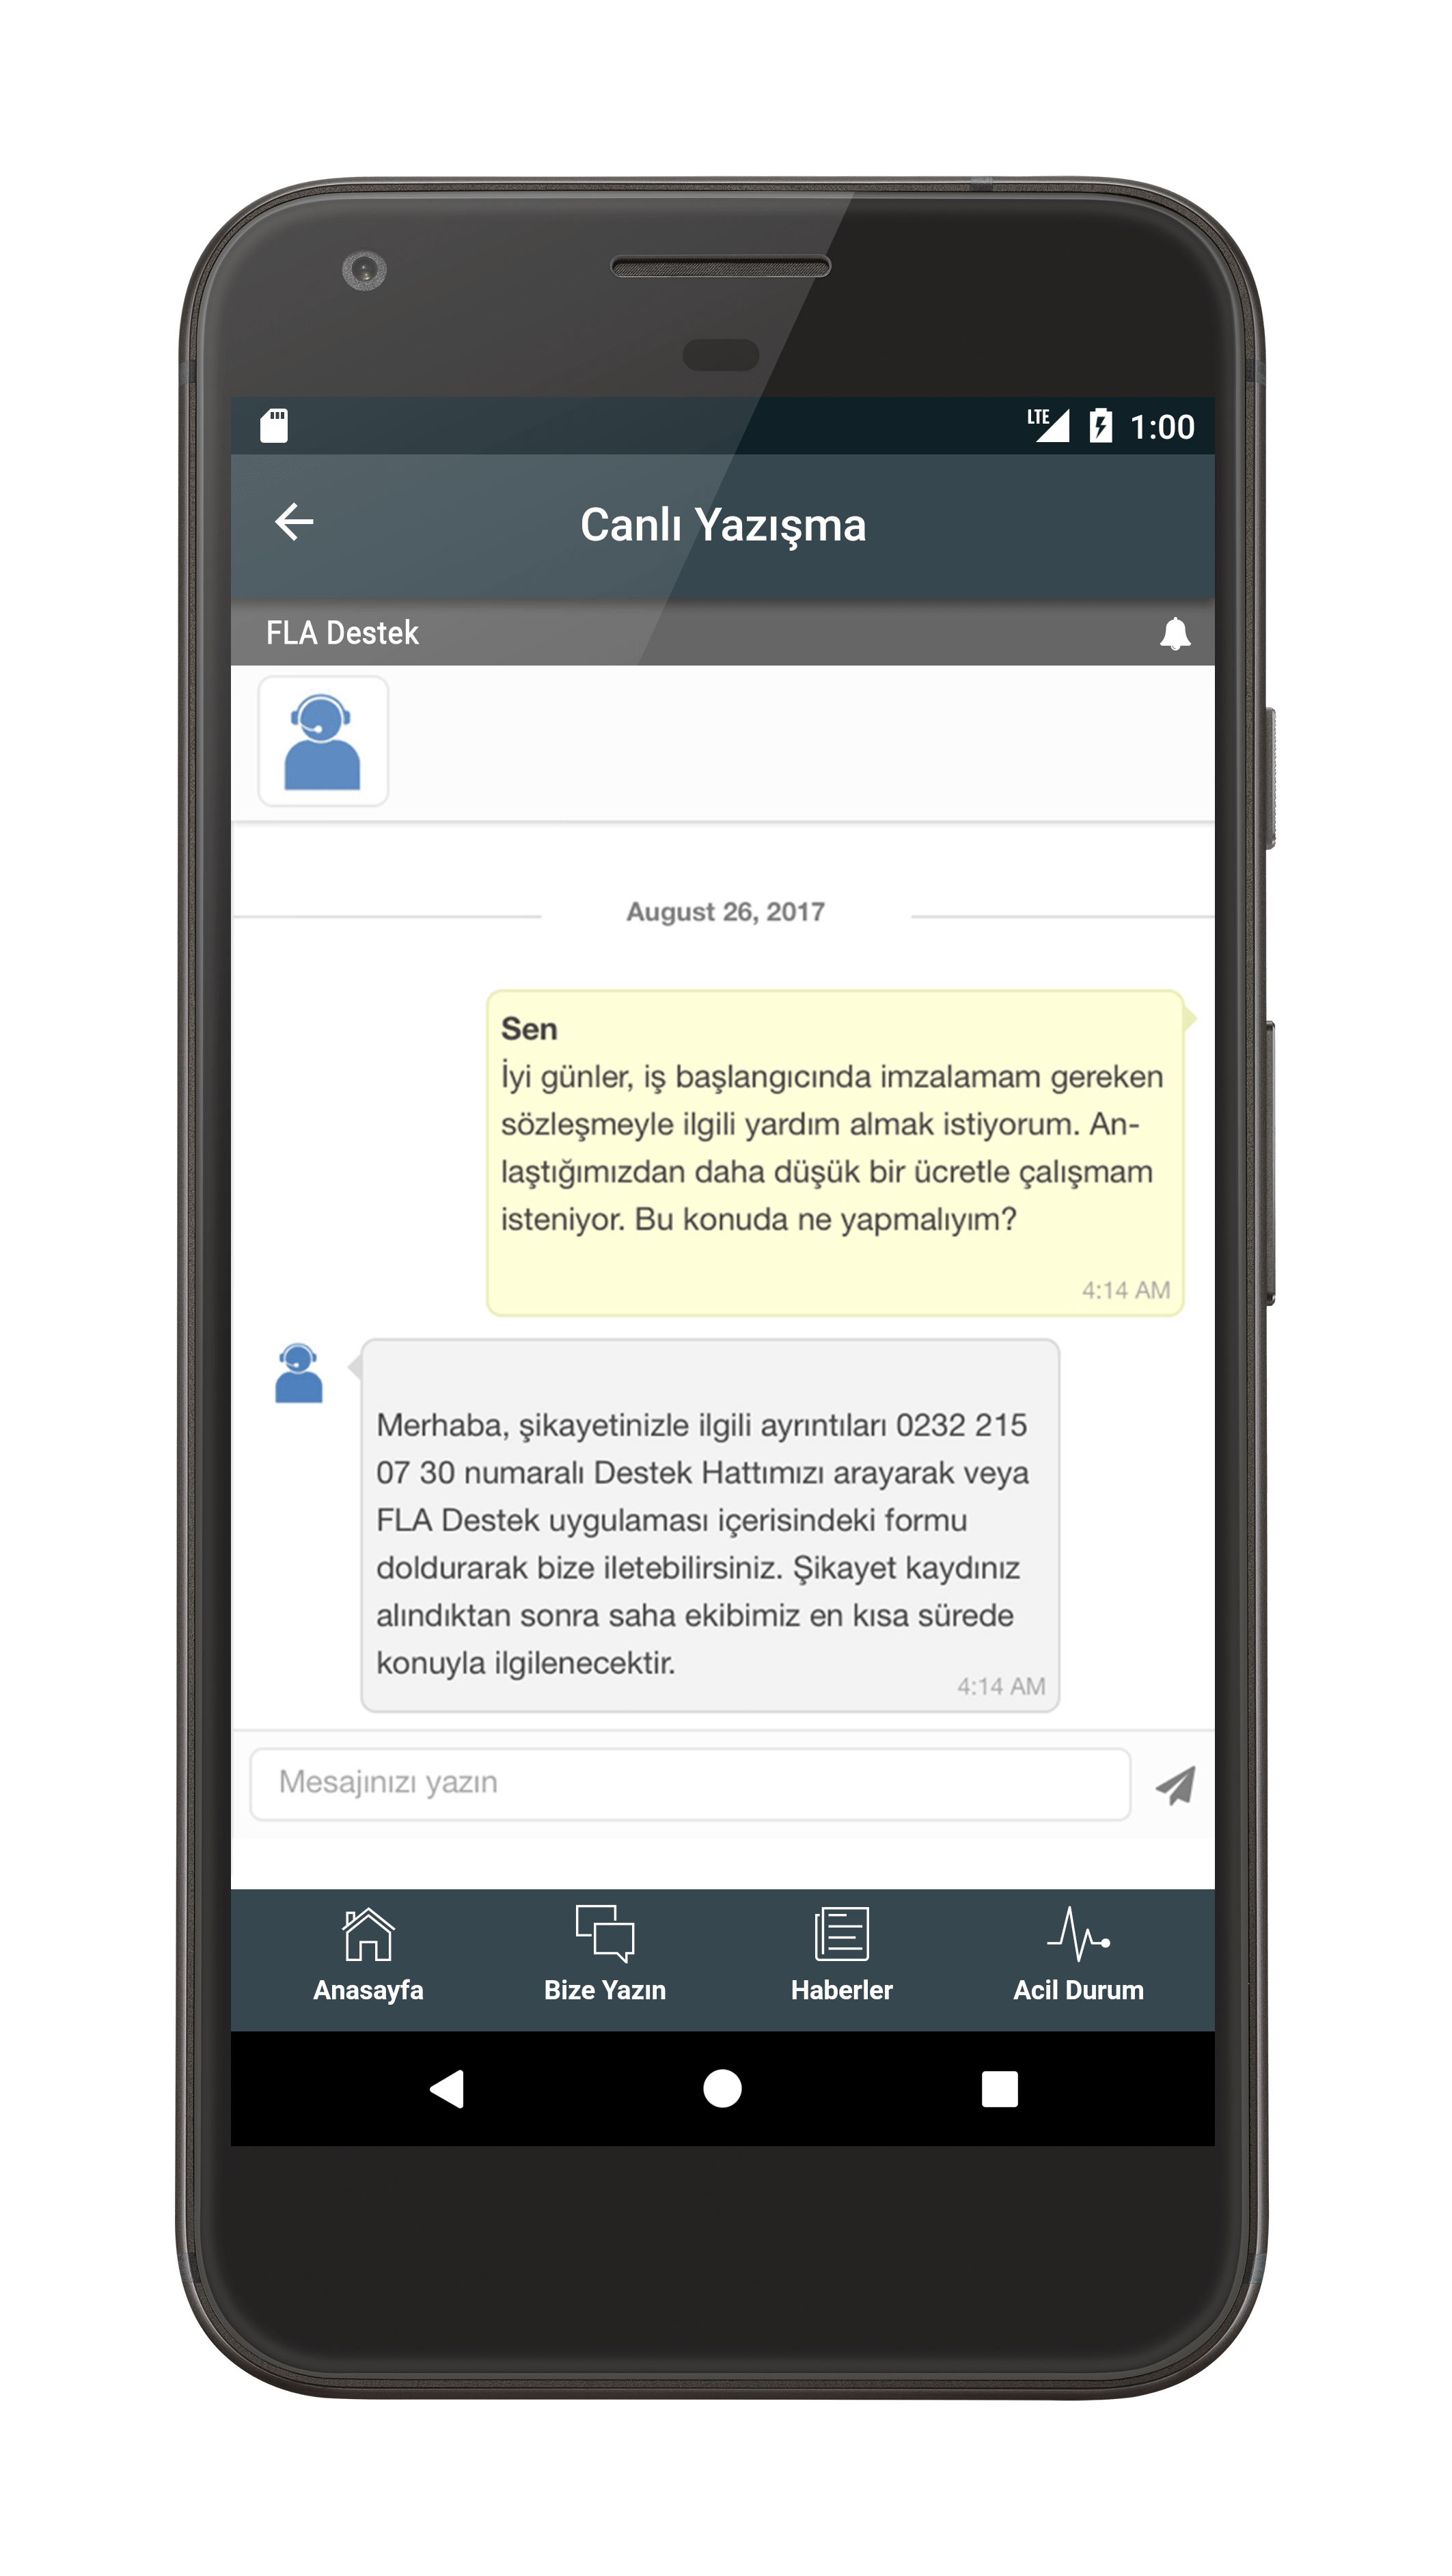 LTE 1:00
Canlı Yazışma
FLA Destek
August 26, 2017
Sen
İyi günler, iş başlangıcında imzalamam gereken
sözleşmeyle ilgili yardım almak istiyorum. An-
laştığımızdan daha düşük bir ücretle çalışmam
isteniyor. Bu konuda ne yapmalıyım?
4:14 AM
Merhaba, şikayetinizle ilgili ayrıntıları 0232 215
07 30 numaralı Destek Hattımızı arayarak veya
FLA Destek uygulaması içerisindeki formu
doldurarak bize iletebilirsiniz. Şikayet kaydınız
alındıktan sonra saha ekibimiz en kısa sürede
konuyla ilgilenecektir.
4:14 AM
Mesajınızı yazın
Anasayfa Bize Yazın Haberler Acil Durum